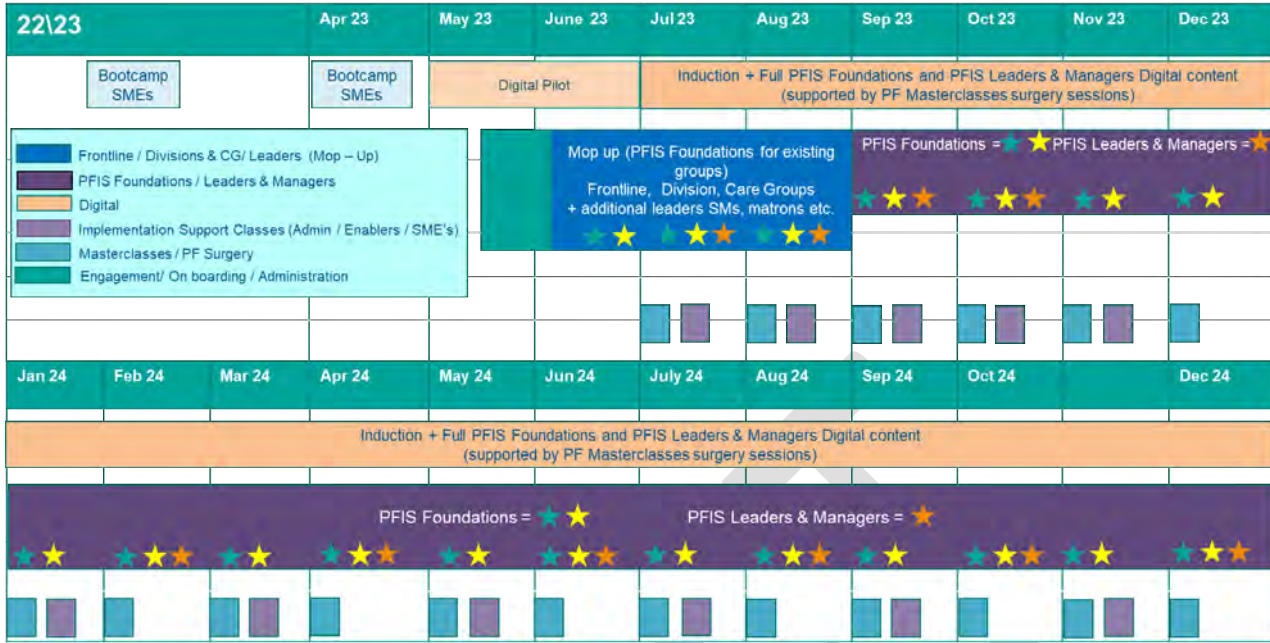 22\23
Apr 23
May 23
June 23
Jul 23
Aug 23
Sep 23
Oct 23
Nov 23
Dec 23
Bootcamp
SMEs
Bootcamp
SMEs
Digital Pilot
Induction + Full PFIS Foundations and PFIS Leaders & Managers Digital content
(supported by PF Masterclasses surgery sessions)
Frontline / Divisions & CG/ Leaders (Mop – Up)
PFIS Foundations / Leaders & Managers
Digital
Implementation Support Classes (Admin / Enablers / SME's)
Masterclasses / PF Surgery
Engagement/ On boarding / Administration
Mop up (PFIS Foundations for existing
groups)
Frontline, Division, Care Groups
+ additional leaders SMs, matrons etc.
PFIS Foundations =
PFIS Leaders & Managers =
Jan 24
Feb 24
Mar 24
Apr 24
May 24
Jun 24
July 24
Aug 24
Sep 24
Oct 24
Dec 24
Induction + Full PFIS Foundations and PFIS Leaders & Managers Digital content
(supported by PF Masterclasses surgery sessions)
PFIS Foundations =
PFIS Leaders & Managers =